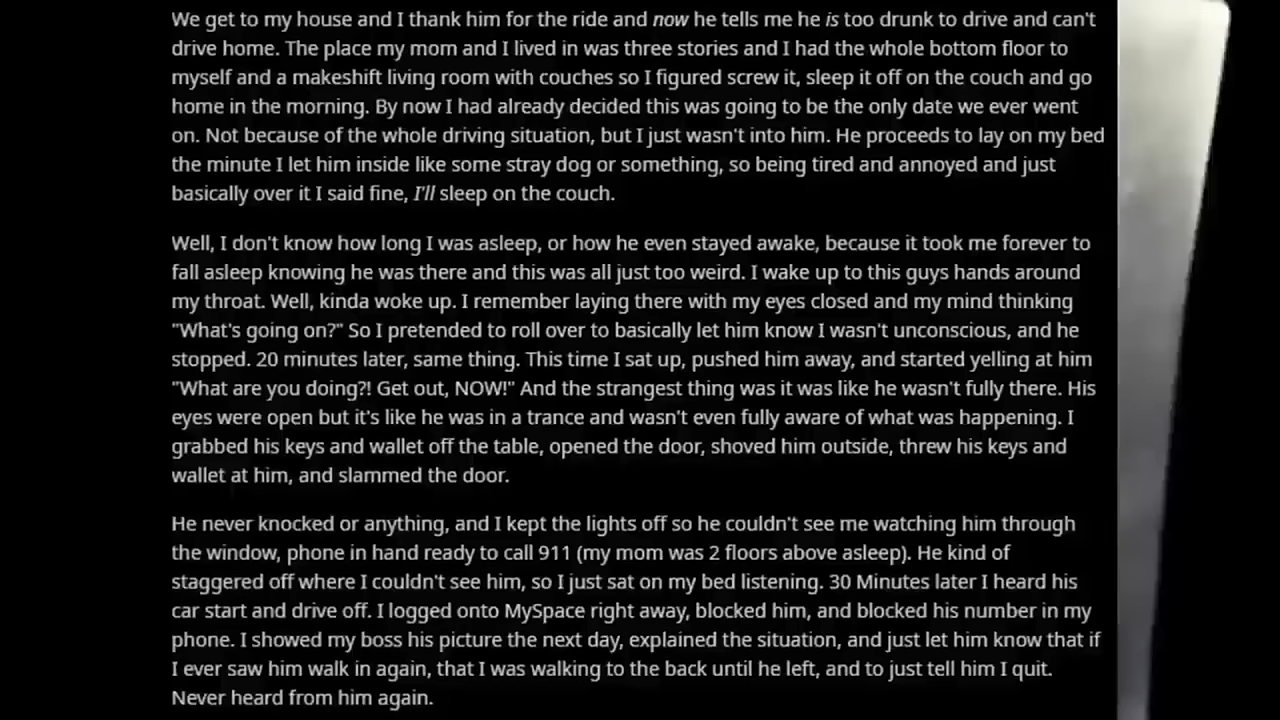 We get to my house and I thank him for the ride and now he tells me he is too drunk to drive and can't
drive home. The place my mom and I lived in was three stories and I had the whole bottom floor to
myself and a makeshift living room with couches so I figured screw it, sleep it off on the couch and go
home in the morning. By now I had already decided this was going to be the only date we ever went
on. Not because of the whole driving situation, but I just wasn't into him. He proceeds to lay on my bed
the minute I let him inside like some stray dog or something, so being tired and annoyed and just
basically over it I said fine, I'll sleep on the couch.
Well, I don't know how long I was asleep, or how he even stayed awake, because it took me forever to
fall asleep knowing he was there and this was all just too weird. I wake up to this guys hands around
my throat. Well, kinda woke up. I remember laying there with my eyes closed and my mind thinking
"What's going on?" So I pretended to roll over to basically let him know I wasn't unconscious, and he
stopped. 20 minutes later, same thing. This time I sat up, pushed him away, and started yelling at him
"What are you doing?! Get out, NOW!" And the strangest thing was it was like he wasn't fully there. His
eyes were open but it's like he was in a trance and wasn't even fully aware of what was happening. I
grabbed his keys and wallet off the table, opened the door, shoved him outside, threw his keys and
wallet at him, and slammed the door.
He never knocked or anything, and I kept the lights off so he couldn't see me watching him through
the window, phone in hand ready to call 911 (my mom was 2 floors above asleep). He kind of
staggered off where I couldn't see him, so I just sat on my bed listening. 30 Minutes later I heard his
car start and drive off. I logged onto MySpace right away, blocked him, and blocked his number in my
phone. I showed my boss his picture the next day, explained the situation, and just let him know that if
I ever saw him walk in again, that I was walking to the back until he left, and to just tell him I quit.
Never heard from him again.